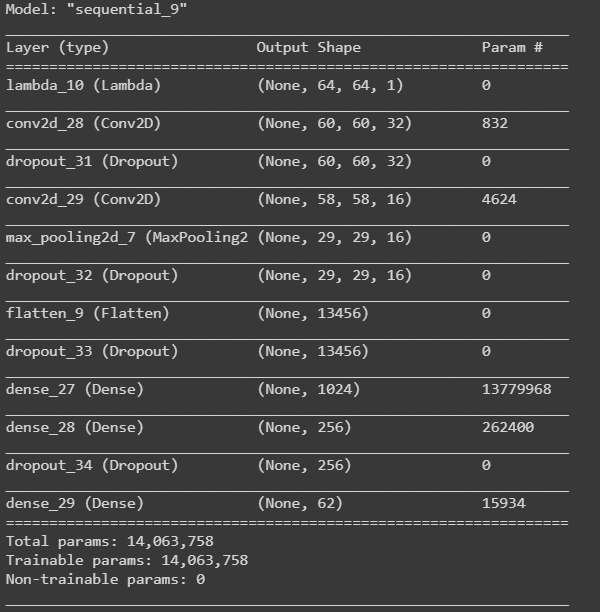 Model: "sequential_9"
Layer (type) Output Shape Param #
lambda_10 (Lambda) (None, 64, 64, 1) 0
conv2d_28 (Conv2D) (None, 60, 60, 32) 832
dropout_31 (Dropout) (None, 60, 60, 32) 0
conv2d_29 (Conv2D) (None, 58, 58, 16) 4624
max_pooling2d_7 (MaxPooling2 (None, 29, 29, 16) 0
dropout_32 (Dropout) (None, 29, 29, 16) 0
flatten_9 (Flatten) (None, 13456) 0
dropout_33 (Dropout) (None, 13456) 0
dense_27 (Dense) (None, 1024) 13779968
dense_28 (Dense) (None, 256) 262400
dropout_34 (Dropout) (None, 256) 0
dense_29 (Dense) (None, 62) 15934
Total params: 14,063,758
Trainable params: 14,063,758
Non-trainable params: 0